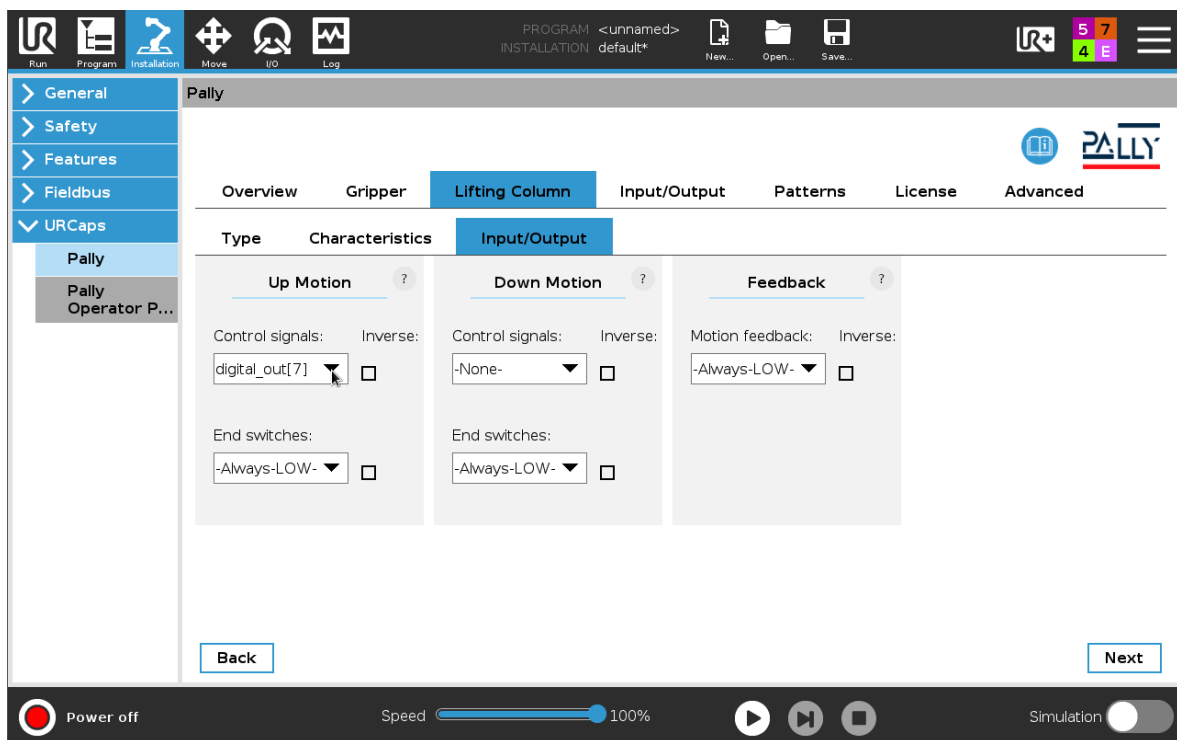 PROGRAM <unnamed>
INSTALLATION default*
Run Program Installation Move I/O Log New... Open... Save...
UR+ 5 7
4 E
General
Safety
Features
Fieldbus
URCaps
Pally
Pally
Operator P...
Pally
PALLY
Overview Gripper Lifting Column Input/Output Patterns License Advanced
Type Characteristics Input/Output
Up Motion ? Down Motion ? Feedback ?
Control signals: Inverse: Control signals: Inverse: Motion feedback: Inverse:
digital_out[7] -None- -Always-LOW-
End switches: End switches:
-Always-LOW- -Always-LOW-
Back Next
Power off Speed 100% Simulation